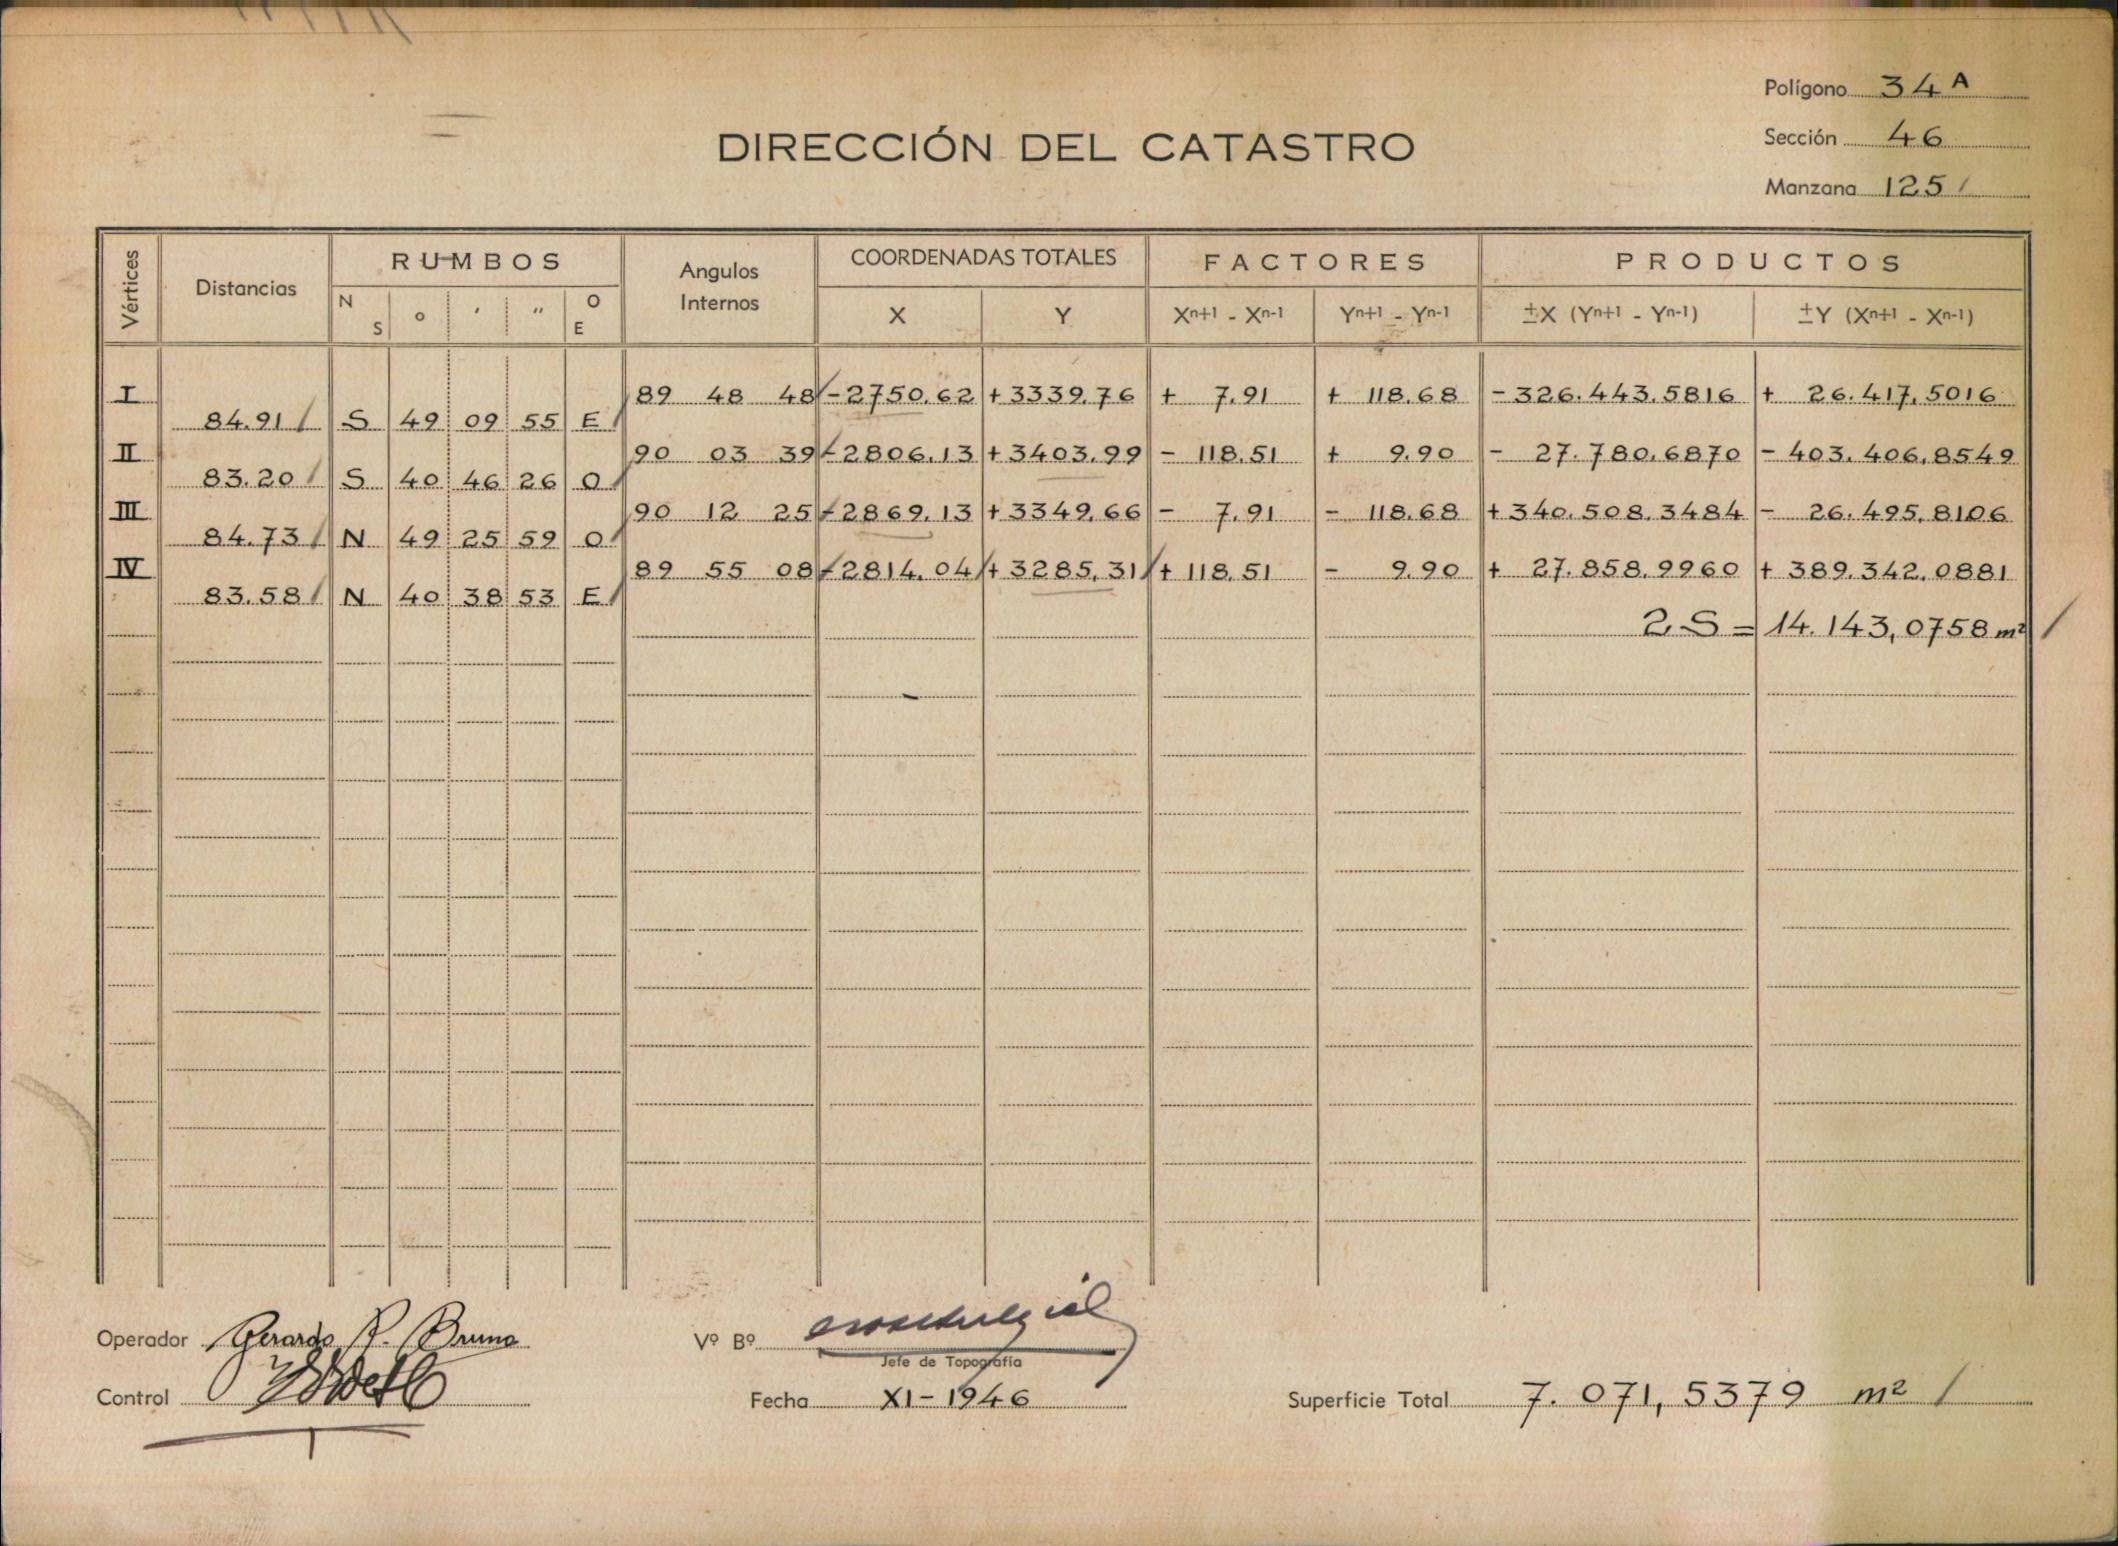 Polígono 34 A
DIRECCIÓN DEL CATASTRO
Sección 46
Manzana 125
Vértices Distancias RUMBOS Angulos Internos COORDENADAS TOTALES FACTORES PRODUCTOS
N S ° ′ ″ O E X Y Xn+1 - Xn-1 Yn+1 - Yn-1 ±X (Yn+1 - Yn-1) ±Y (Xn+1 - Xn-1)
I 89 48 48 -2750.62 +3339.76 + 7.91 + 118.68 -326.443.5816 + 26.417.5016
84.91 S 49 09 55 E
II 90 03 39 -2806.13 +3403.99 - 118.51 + 9.90 - 27.780.6870 - 403.406.8549
83.20 S 40 46 26 O
III 90 12 25 -2869.13 +3349.66 - 7.91 - 118.68 +340.508.3484 - 26.495.8106
84.73 N 49 25 59 O
IV 89 55 08 -2814.04 +3285.31 + 118.51 - 9.90 + 27.858.9960 + 389.342.0881
83.58 N 40 38 53 E
2S = 14.143,0758 m²
Operador Gerardo R. Bruno
Vº Bº
Jefe de Topografía
Control
Fecha XI-1946
Superficie Total 7.071,5379 m²